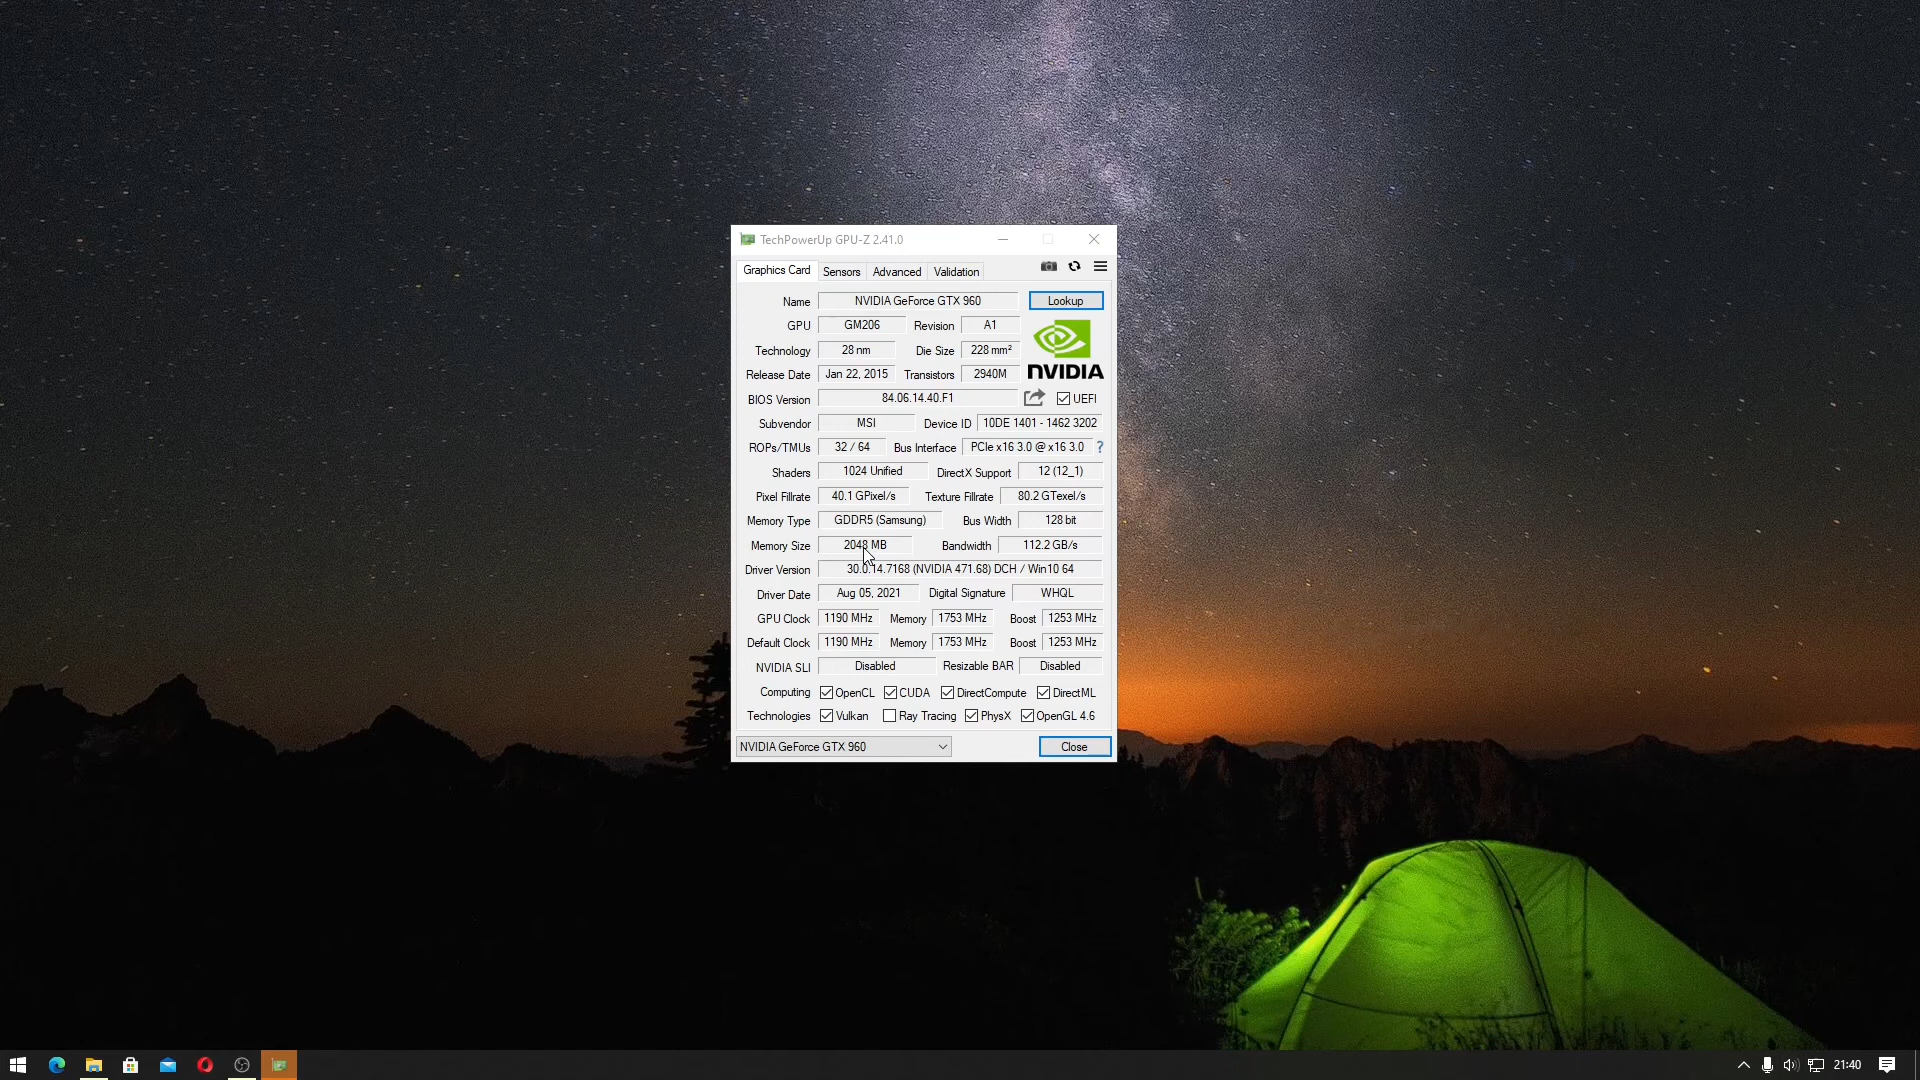 TechPowerUp GPU-Z 2.41.0
Graphics Card Sensors Advanced Validation
Name NVIDIA GeForce GTX 960 Lookup
GPU GM206 Revision A1
Technology 28 nm Die Size 228 mm²
Release Date Jan 22, 2015 Transistors 2940M
NVIDIA
BIOS Version 84.06.14.40.F1 UEFI
Subvendor MSI Device ID 10DE 1401 - 1462 3202
ROPs/TMUs 32 / 64 Bus Interface PCIe x16 3.0 @ x16 3.0 ?
Shaders 1024 Unified DirectX Support 12 (12_1)
Pixel Fillrate 40.1 GPixel/s Texture Fillrate 80.2 GTexel/s
Memory Type GDDR5 (Samsung) Bus Width 128 bit
Memory Size 2048 MB Bandwidth 112.2 GB/s
Driver Version 30.0.14.7168 (NVIDIA 471.68) DCH / Win10 64
Driver Date Aug 05, 2021 Digital Signature WHQL
GPU Clock 1190 MHz Memory 1753 MHz Boost 1253 MHz
Default Clock 1190 MHz Memory 1753 MHz Boost 1253 MHz
NVIDIA SLI Disabled Resizable BAR Disabled
Computing OpenCL CUDA DirectCompute DirectML
Technologies Vulkan Ray Tracing PhysX OpenGL 4.6
NVIDIA GeForce GTX 960 Close
21:40